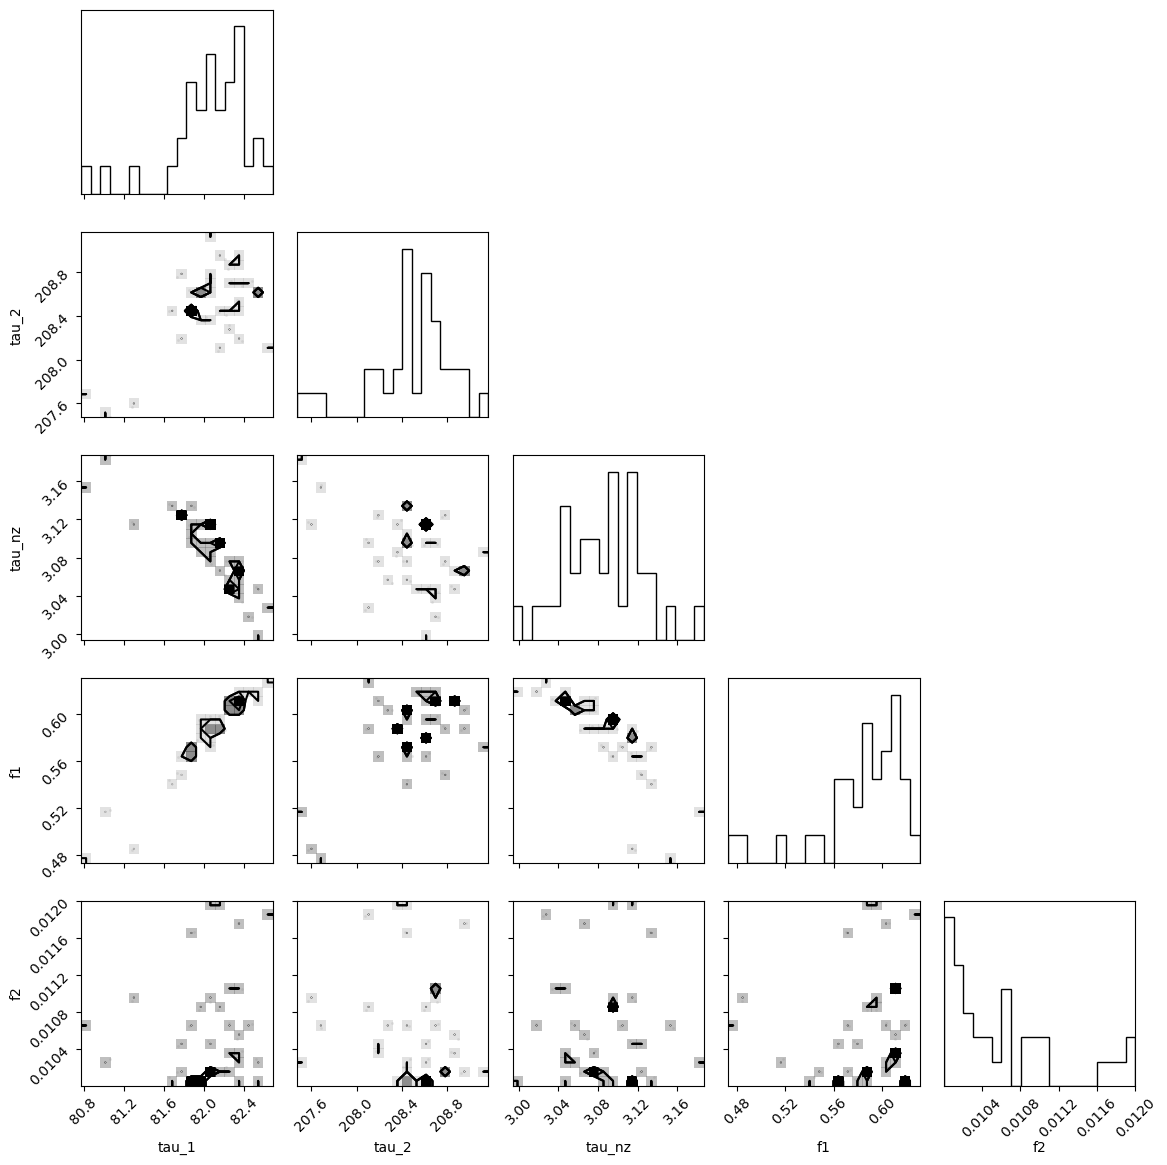 tau_2
208.8
208.4
208.0
207.6
tau_nz
3.16
3.12
3.08
3.04
3.00
f1
0.60
0.56
0.52
0.48
f2
0.0120
0.0116
0.0112
0.0108
0.0104
80.8 81.2 81.6 82.0 82.4
tau_1
207.6 208.0 208.4 208.8
tau_2
3.00 3.04 3.08 3.12 3.16
tau_nz
0.48 0.52 0.56 0.60
f1
0.0104 0.0108 0.0112 0.0116 0.0120
f2